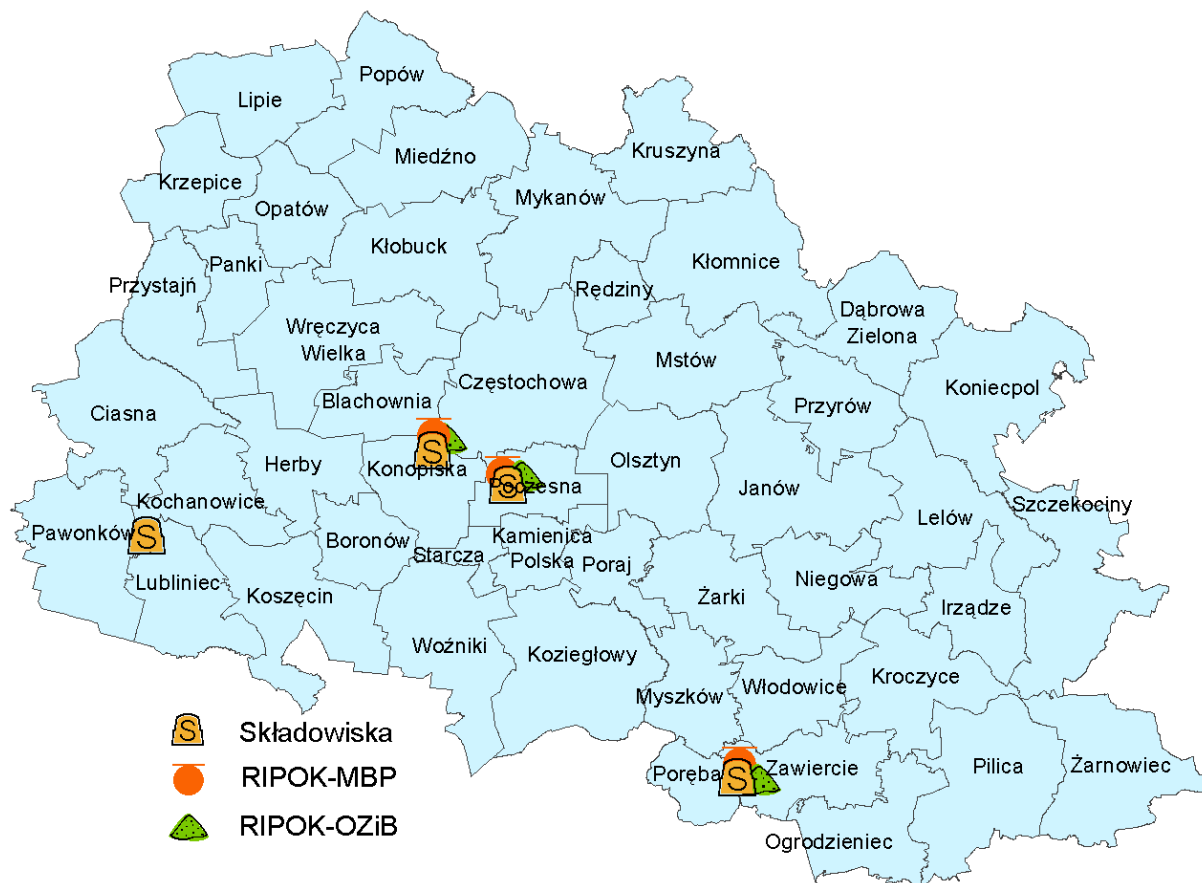 Popów
Lipie
Miedźno
Kruszyna
Krzepice
Mykanów
Opatów
Kłobuck
Kłomnice
Panki
Przystajń
Rędziny
Dąbrowa
Zielona
Wręczyca
Wielka
Mstów
Częstochowa
Koniecpol
Blachownia
Przyrów
Ciasna
Herby
S
Konopiska
Olsztyn
Poczesna
S
Janów
Kochanowice
Szczekociny
Lelów
Pawonków
S
Boronów
Starcza
Kamienica
Polska
Poraj
Lubliniec
Żarki
Niegowa
Koszęcin
Irządze
Woźniki
Koziegłowy
Kroczyce
Myszków
Włodowice
S
Składowiska
Poręba
S
Zawiercie
Pilica
Żarnowiec
RIPOK-MBP
RIPOK-OZiB
Ogrodzieniec